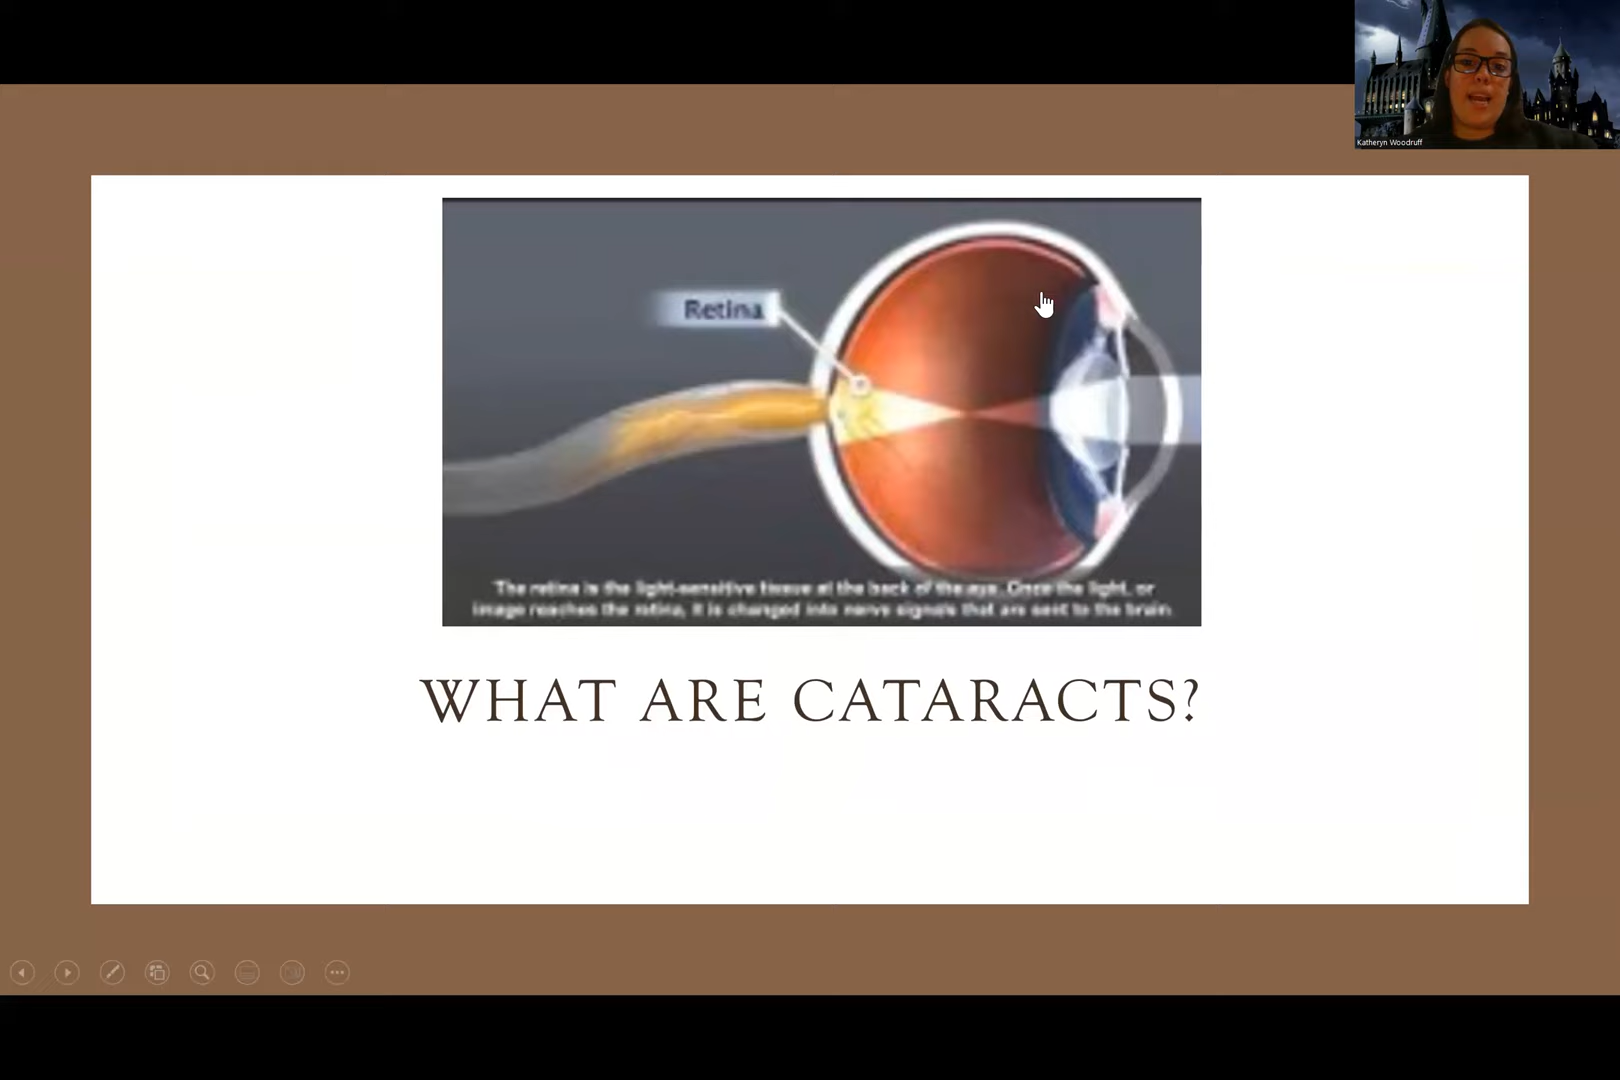 Katheryn Woodruff
Retina
The retina is the light-sensitive tissue at the back of the eye. Once the light, or
image reaches the retina, it is changed into nerve signals that are sent to the brain.
WHAT ARE CATARACTS?